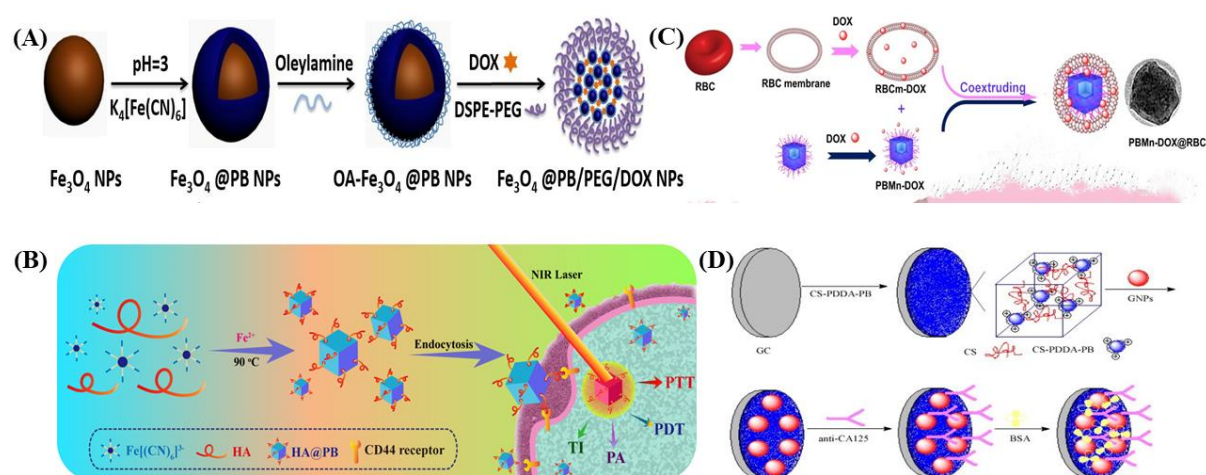 (A)
pH=3
K₄[Fe(CN)₆]
Oleylamine
DOX
DSPE-PEG
Fe₃O₄ NPs
Fe₃O₄ @PB NPs
OA-Fe₃O₄ @PB NPs
Fe₃O₄ @PB/PEG/DOX NPs
(C)
RBC
RBC membrane
DOX
RBCm-DOX
+
Coextruding
DOX
PBMn-DOX
PBMn-DOX@RBC
(B)
Fe²⁺
90 ℃
Endocytosis
NIR Laser
PTT
PDT
PA
TI
Fe[(CN)₆]³⁻
HA
HA@PB
CD44 receptor
(D)
GC
CS-PDDA-PB
CS
CS-PDDA-PB
GNPs
anti-CA125
BSA